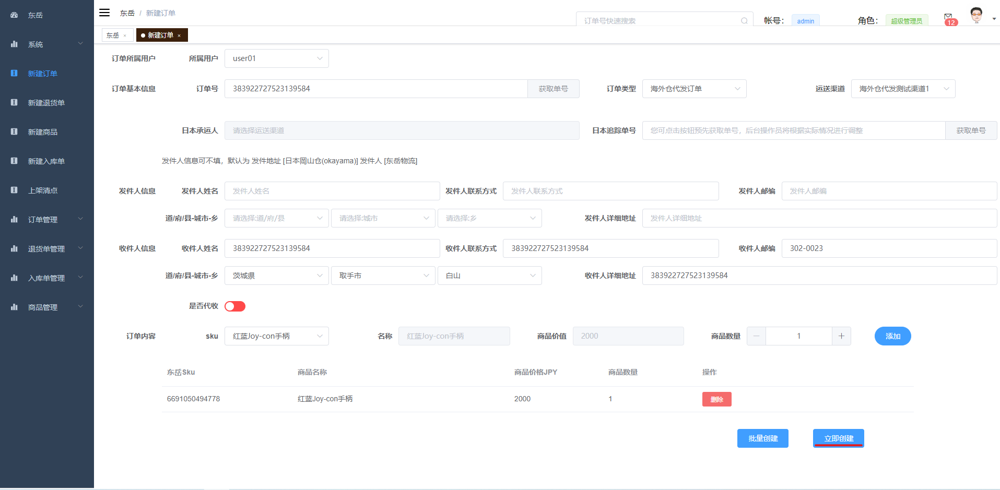 东岳
系统
新建订单
新建退货单
新建商品
新建入库单
上架清点
订单管理
退货单管理
入库单管理
商品管理
东岳 / 新建订单
订单号快速搜索
帐号： admin
角色： 超级管理员
12
东岳 ×
新建订单 ×
订单所属用户 所属用户 user01
订单基本信息 订单号 383922727523139584 获取单号 订单类型 海外仓代发订单 运送渠道 海外仓代发测试渠道1
日本承运人 请选择运送渠道 日本追踪单号 您可点击按钮预先获取单号，后台操作员将根据实际情况进行调整 获取单号
发件人信息可不填，默认为 发件地址 [日本岡山仓(okayama)] 发件人 [东岳物流]
发件人信息 发件人姓名 发件人姓名 发件人联系方式 发件人联系方式 发件人邮编 发件人邮编
道/府/县-城市-乡 请选择:道/府/县 请选择:城市 请选择:乡 发件人详细地址 发件人详细地址
收件人信息 收件人姓名 383922727523139584 收件人联系方式 383922727523139584 收件人邮编 302-0023
道/府/县-城市-乡 茨城県 取手市 白山 收件人详细地址 383922727523139584
是否代收
订单内容 sku 红蓝Joy-con手柄 名称 红蓝Joy-con手柄 商品价值 2000 商品数量 — 1 + 添加
东岳Sku 商品名称 商品价格JPY 商品数量 操作
6691050494778 红蓝Joy-con手柄 2000 1 删除
批量创建 立即创建